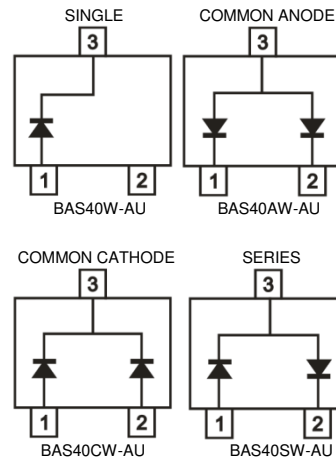 SINGLE
3
1 2
BAS40W-AU
COMMON ANODE
3
1 2
BAS40AW-AU
COMMON CATHODE
3
1 2
BAS40CW-AU
SERIES
3
1 2
BAS40SW-AU